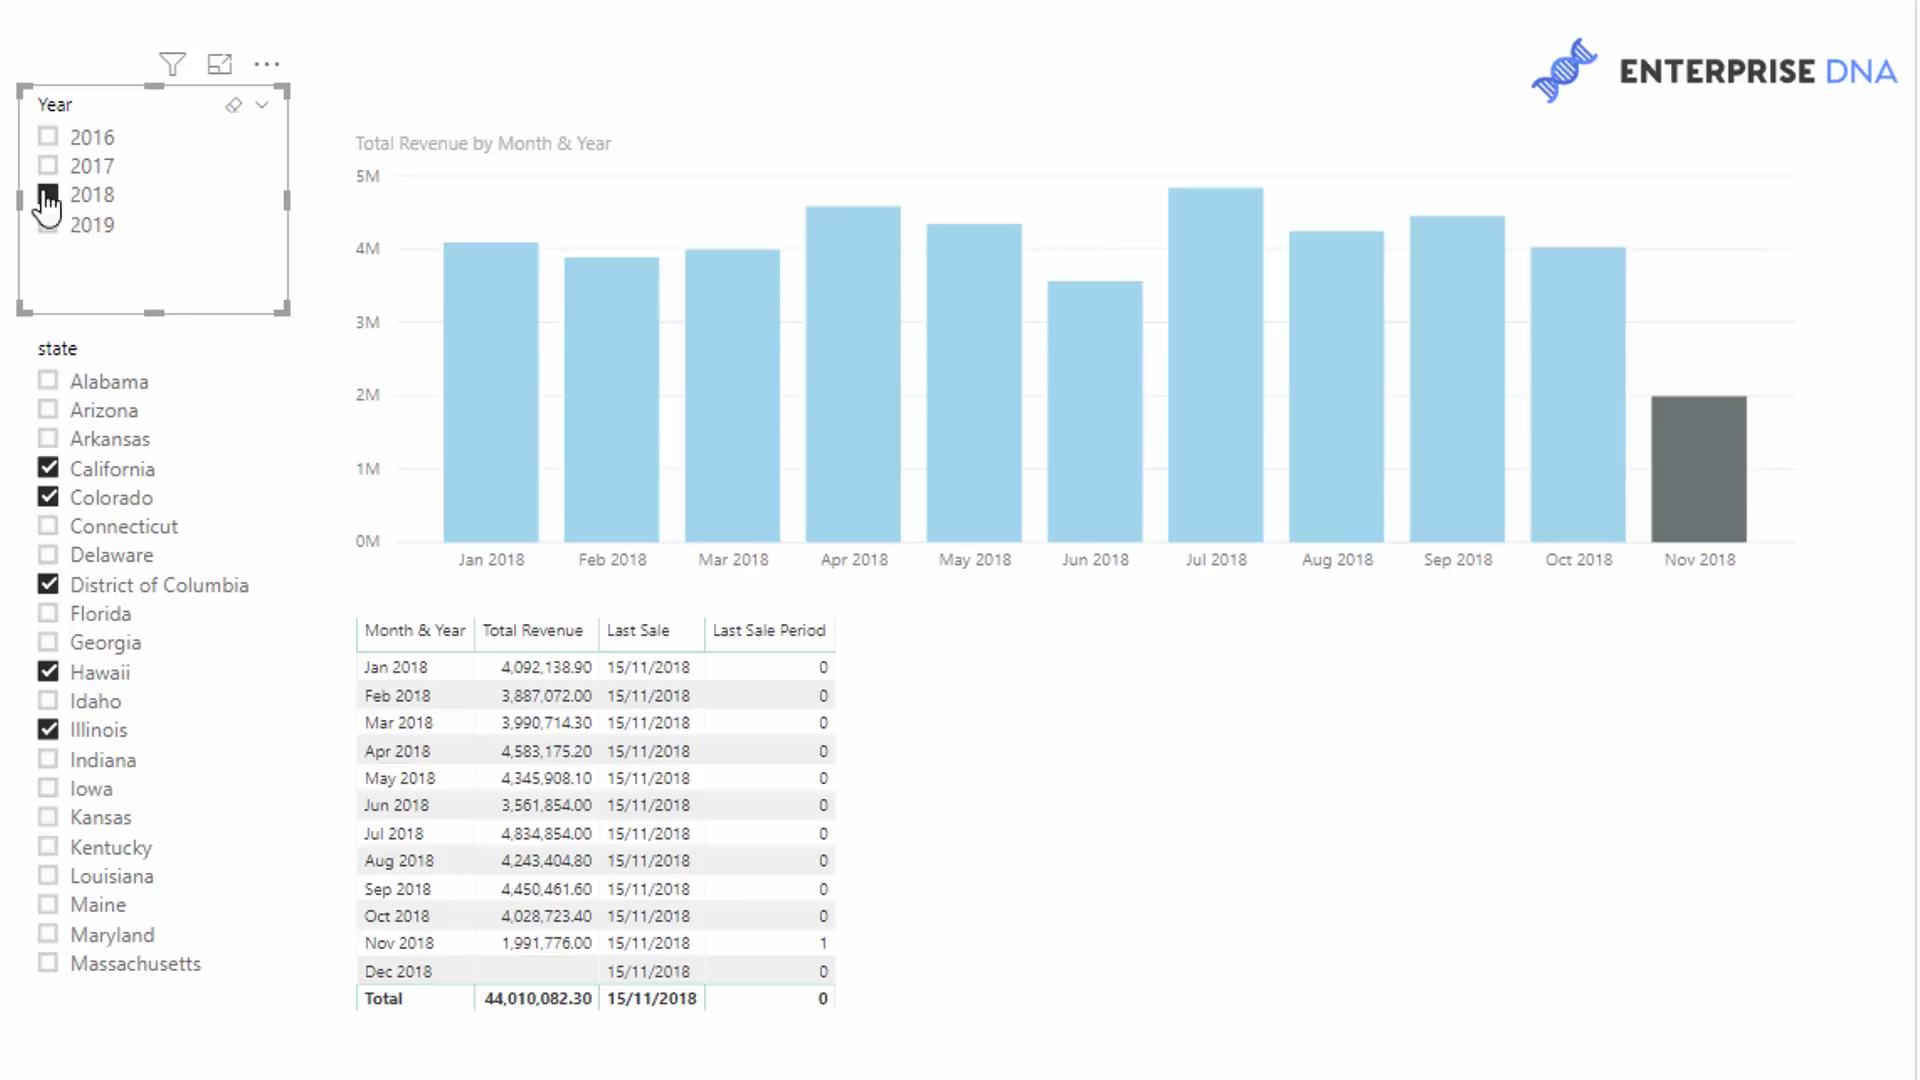 ENTERPRISE DNA
Year
2016
2017
2018
2019
state
Alabama
Arizona
Arkansas
California
Colorado
Connecticut
Delaware
District of Columbia
Florida
Georgia
Hawaii
Idaho
Illinois
Indiana
Iowa
Kansas
Kentucky
Louisiana
Maine
Maryland
Massachusetts
Total Revenue by Month & Year
5M
4M
3M
2M
1M
0M
Jan 2018 Feb 2018 Mar 2018 Apr 2018 May 2018 Jun 2018 Jul 2018 Aug 2018 Sep 2018 Oct 2018 Nov 2018
Month & Year Total Revenue Last Sale Last Sale Period
Jan 2018 4,092,138.90 15/11/2018 0
Feb 2018 3,887,072.00 15/11/2018 0
Mar 2018 3,990,714.30 15/11/2018 0
Apr 2018 4,583,175.20 15/11/2018 0
May 2018 4,345,908.10 15/11/2018 0
Jun 2018 3,561,854.00 15/11/2018 0
Jul 2018 4,834,854.00 15/11/2018 0
Aug 2018 4,243,404.80 15/11/2018 0
Sep 2018 4,450,461.60 15/11/2018 0
Oct 2018 4,028,723.40 15/11/2018 0
Nov 2018 1,991,776.00 15/11/2018 1
Dec 2018 15/11/2018 0
Total 44,010,082.30 15/11/2018 0